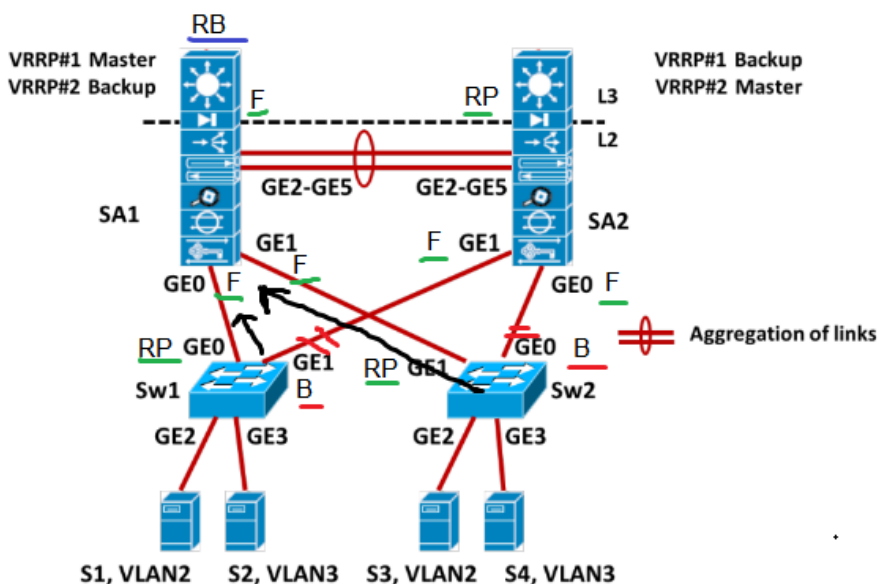 RB
VRRP#1 Master
VRRP#2 Backup
VRRP#1 Backup
VRRP#2 Master
F
RP
L3
L2
GE2-GE5
GE2-GE5
SA1
SA2
GE1
F
GE1
GE0
F
F
GE0
F
RP
GE0
GE1
RP
GE1
GE0
B
Aggregation of links
Sw1
B
Sw2
GE2
GE3
GE2
GE3
S1, VLAN2
S2, VLAN3
S3, VLAN2
S4, VLAN3